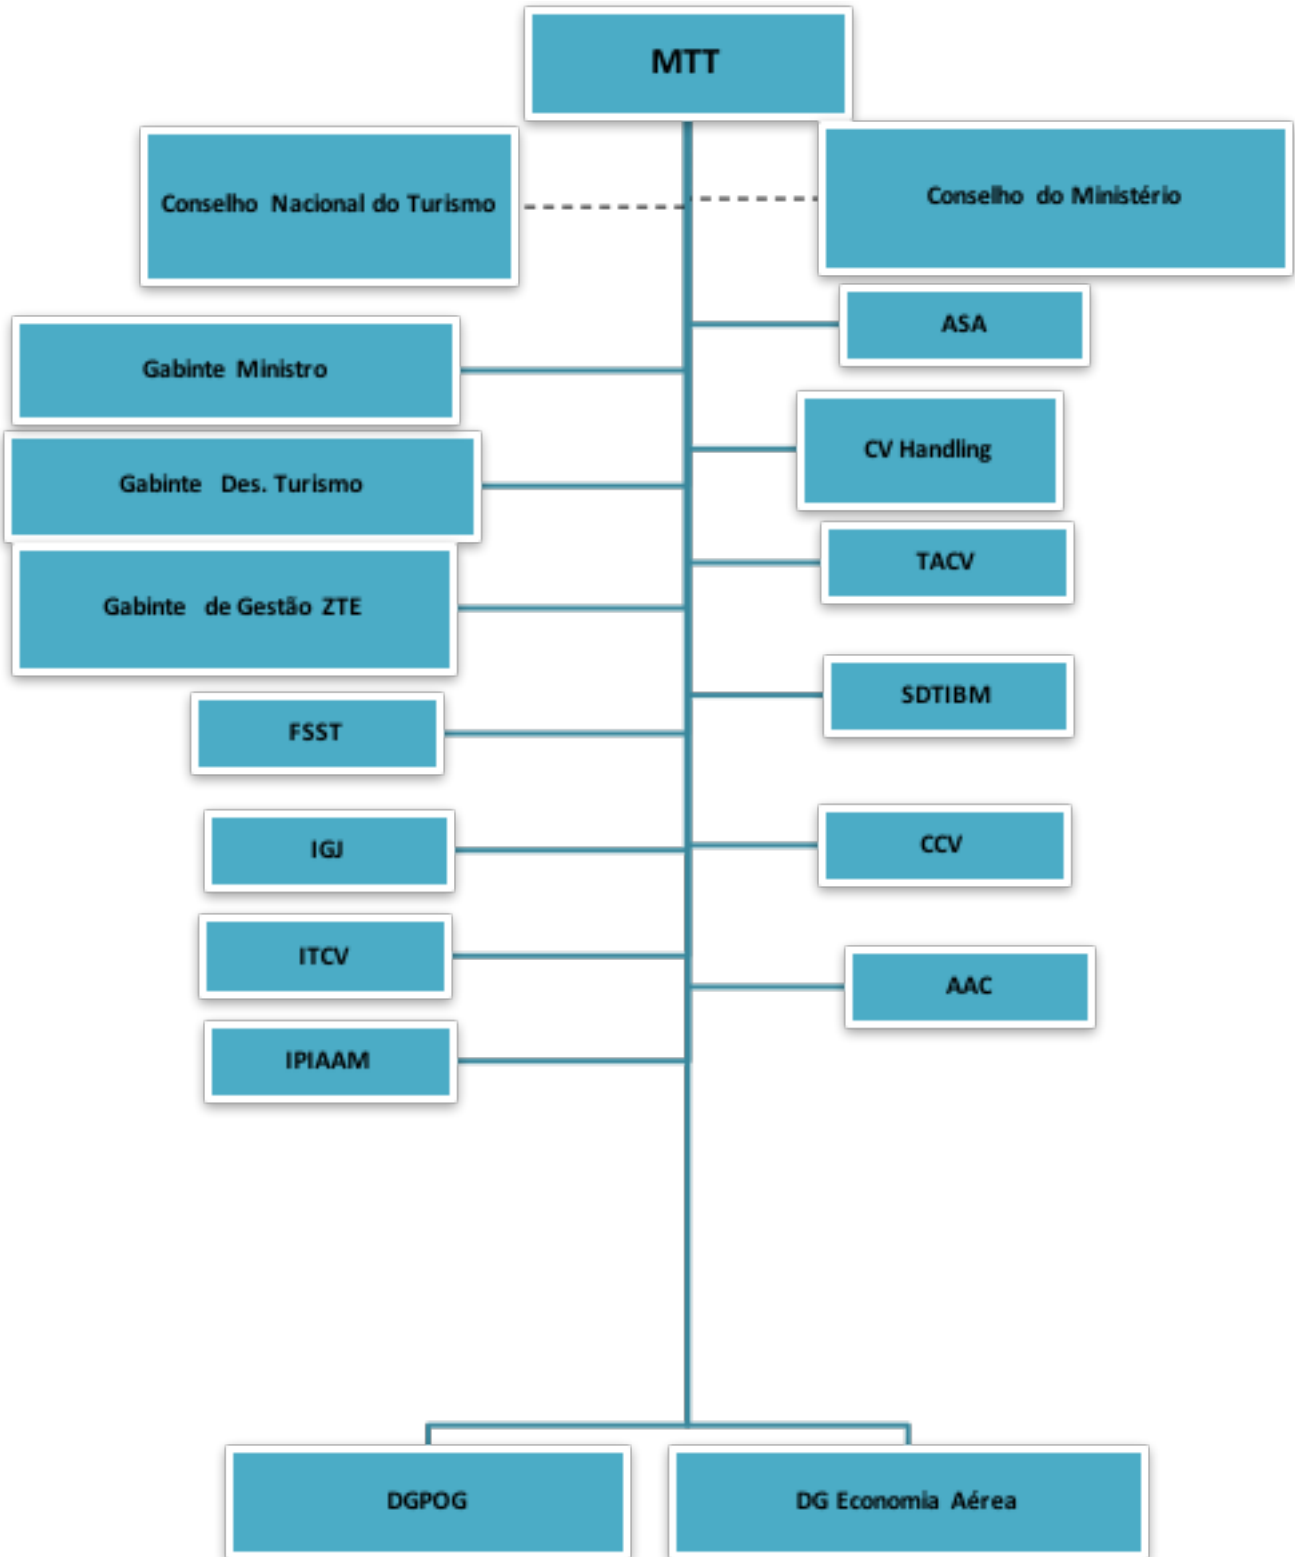 MTT
Conselho Nacional do Turismo
Conselho do Ministério
ASA
Gabinte Ministro
CV Handling
Gabinte Des. Turismo
TACV
Gabinte de Gestão ZTE
SDTIBM
FSST
CCV
IGJ
ITCV
AAC
IPIAAM
DGPOG
DG Economia Aérea